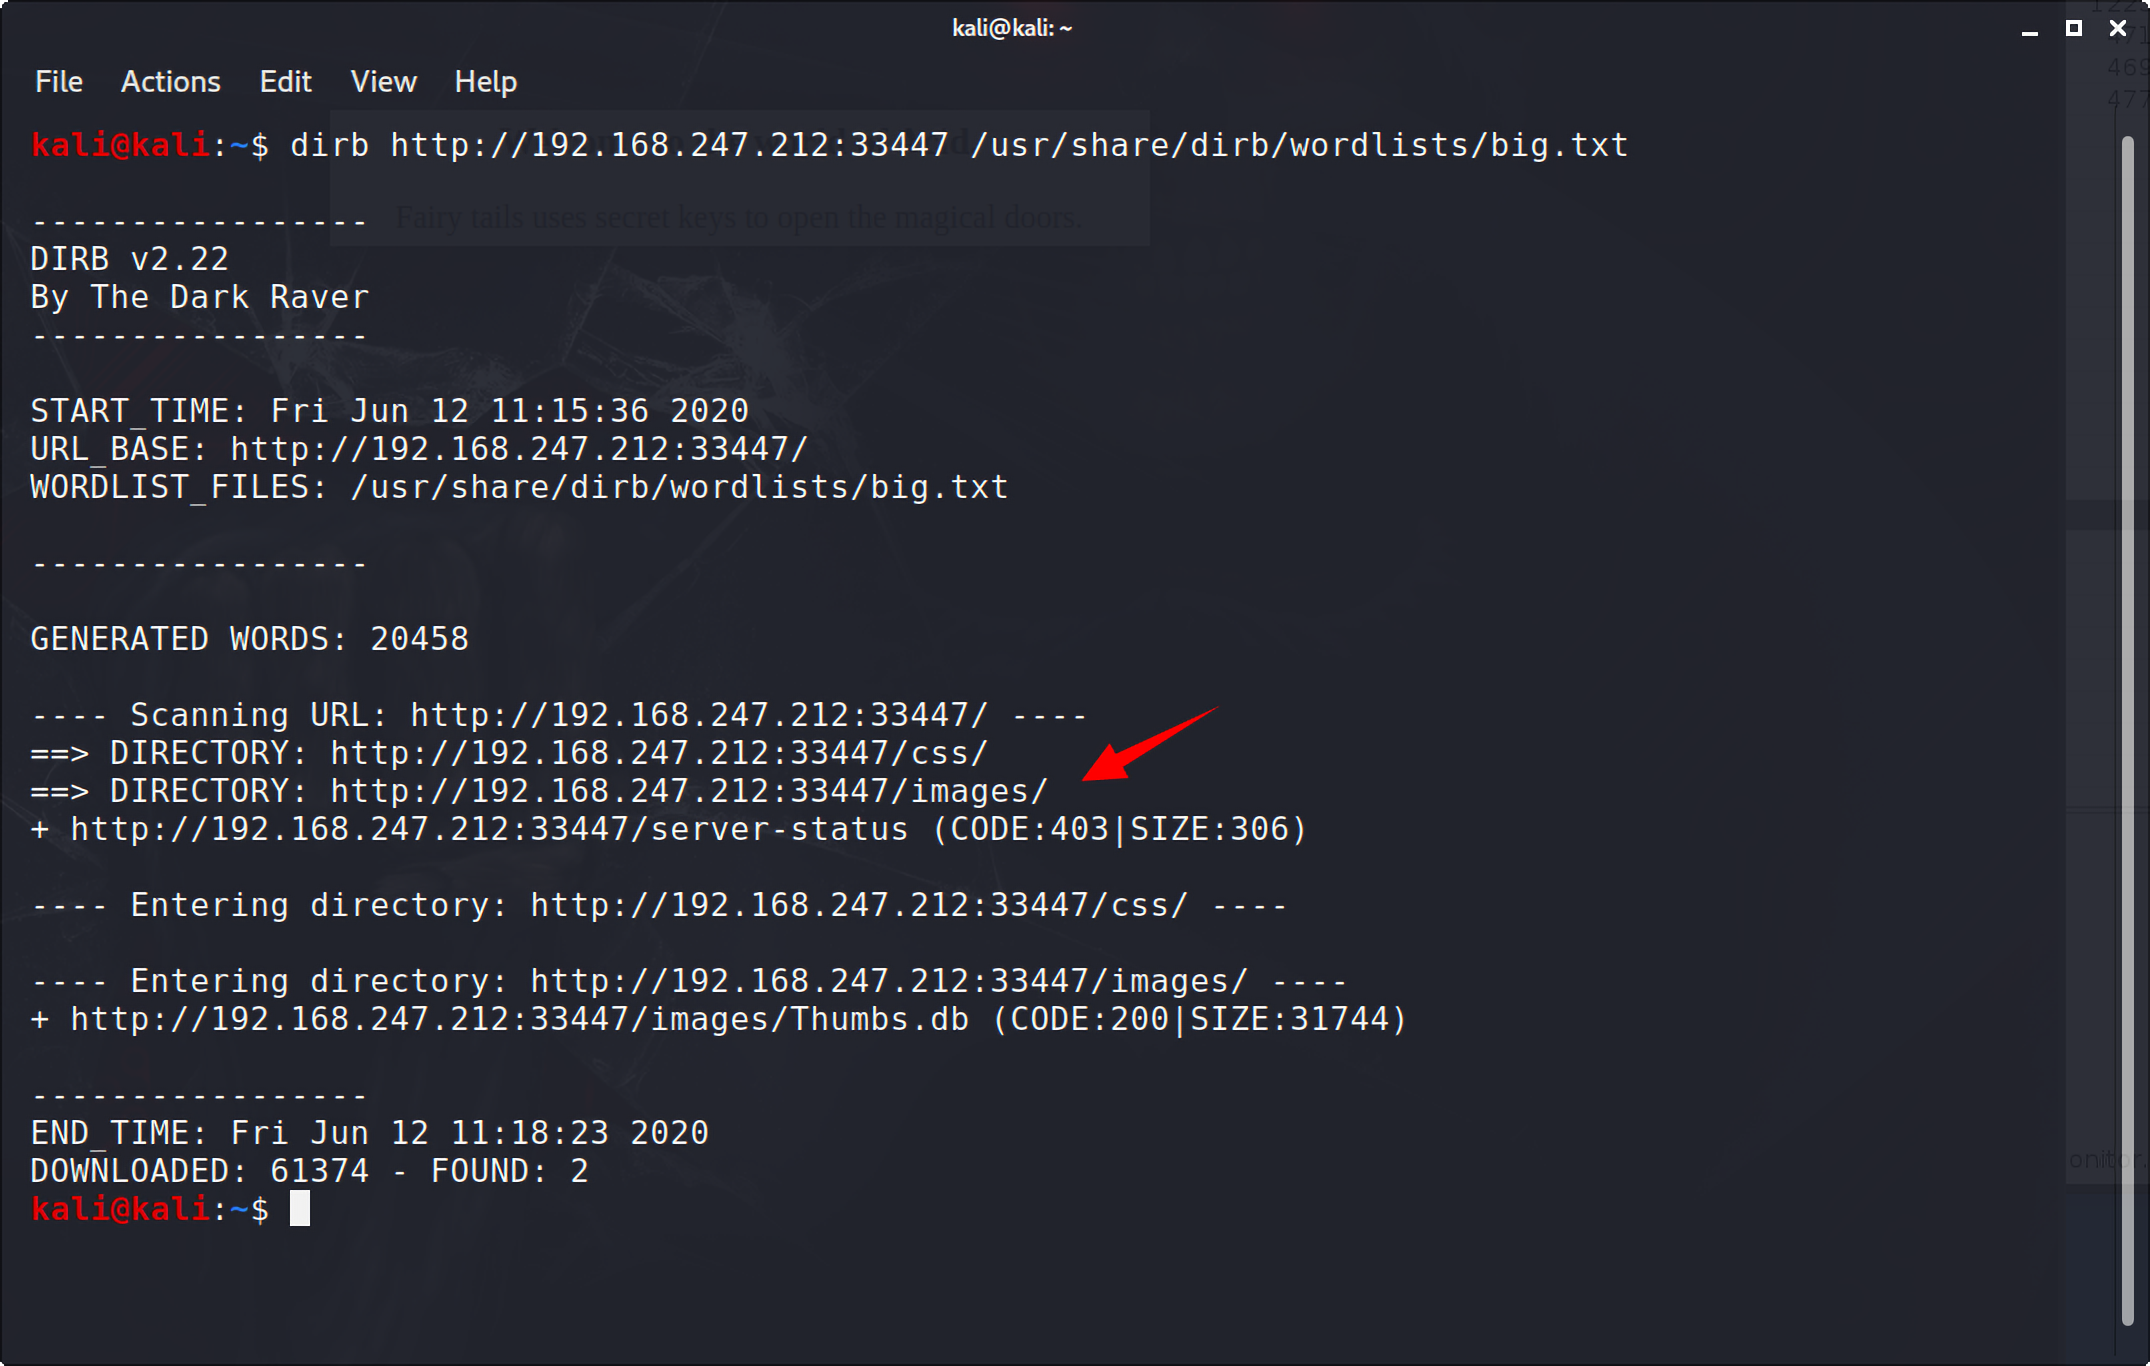 kali@kali: ~
File Actions Edit View Help
kali@kali:~$ dirb http://192.168.247.212:33447 /usr/share/dirb/wordlists/big.txt
Fairy tails uses secret keys to open the magical doors.
-----------------
DIRB v2.22
By The Dark Raver
-----------------
START_TIME: Fri Jun 12 11:15:36 2020
URL_BASE: http://192.168.247.212:33447/
WORDLIST_FILES: /usr/share/dirb/wordlists/big.txt
-----------------
GENERATED WORDS: 20458
---- Scanning URL: http://192.168.247.212:33447/ ----
==> DIRECTORY: http://192.168.247.212:33447/css/
==> DIRECTORY: http://192.168.247.212:33447/images/
+ http://192.168.247.212:33447/server-status (CODE:403|SIZE:306)
---- Entering directory: http://192.168.247.212:33447/css/ ----
---- Entering directory: http://192.168.247.212:33447/images/ ----
+ http://192.168.247.212:33447/images/Thumbs.db (CODE:200|SIZE:31744)
-----------------
END_TIME: Fri Jun 12 11:18:23 2020
DOWNLOADED: 61374 - FOUND: 2
kali@kali:~$